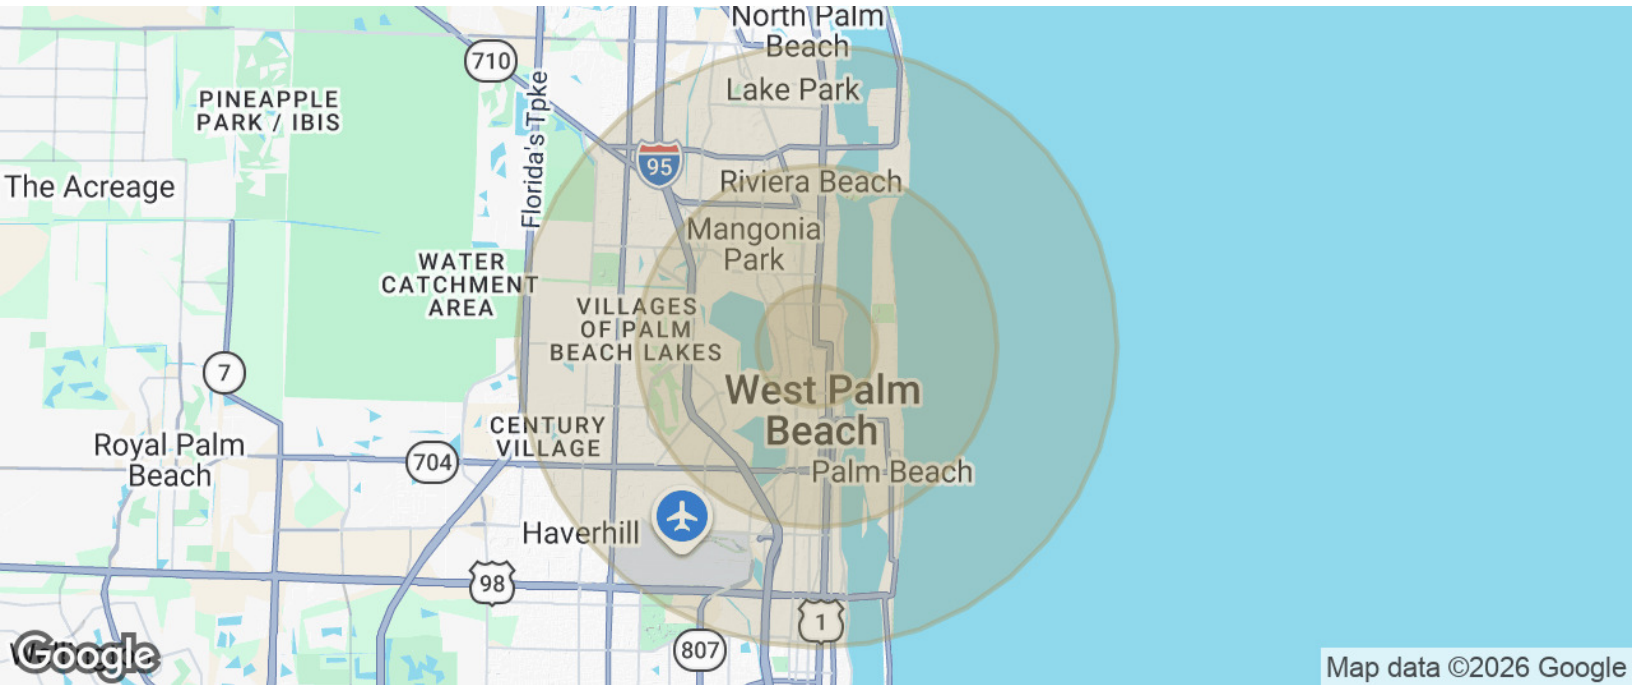 North Palm
Beach
710
Lake Park
PINEAPPLE
PARK / IBIS
Florida's Tpke
95
The Acreage
Riviera Beach
Mangonia
Park
WATER
CATCHMENT
AREA
VILLAGES
OF PALM
BEACH LAKES
7
West Palm
Beach
CENTURY
VILLAGE
Royal Palm
Beach
704
Palm Beach
Haverhill
98
1
807
Google
Map data ©2026 Google